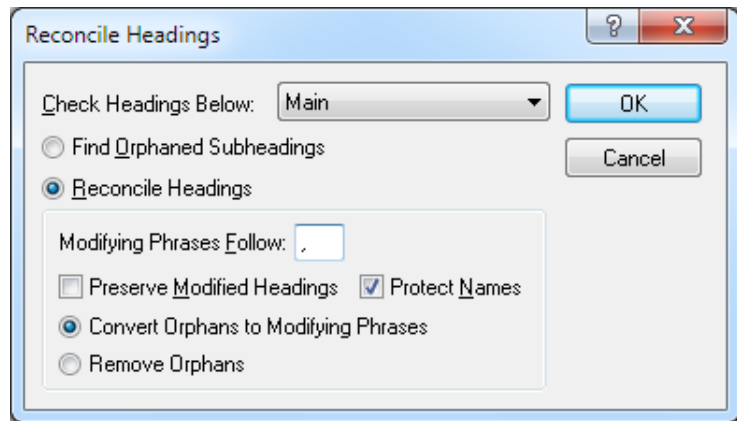 Reconcile Headings
Check Headings Below: Main OK
Find Orphaned Subheadings Cancel
Reconcile Headings
Modifying Phrases Follow: ,
Preserve Modified Headings Protect Names
Convert Orphans to Modifying Phrases
Remove Orphans